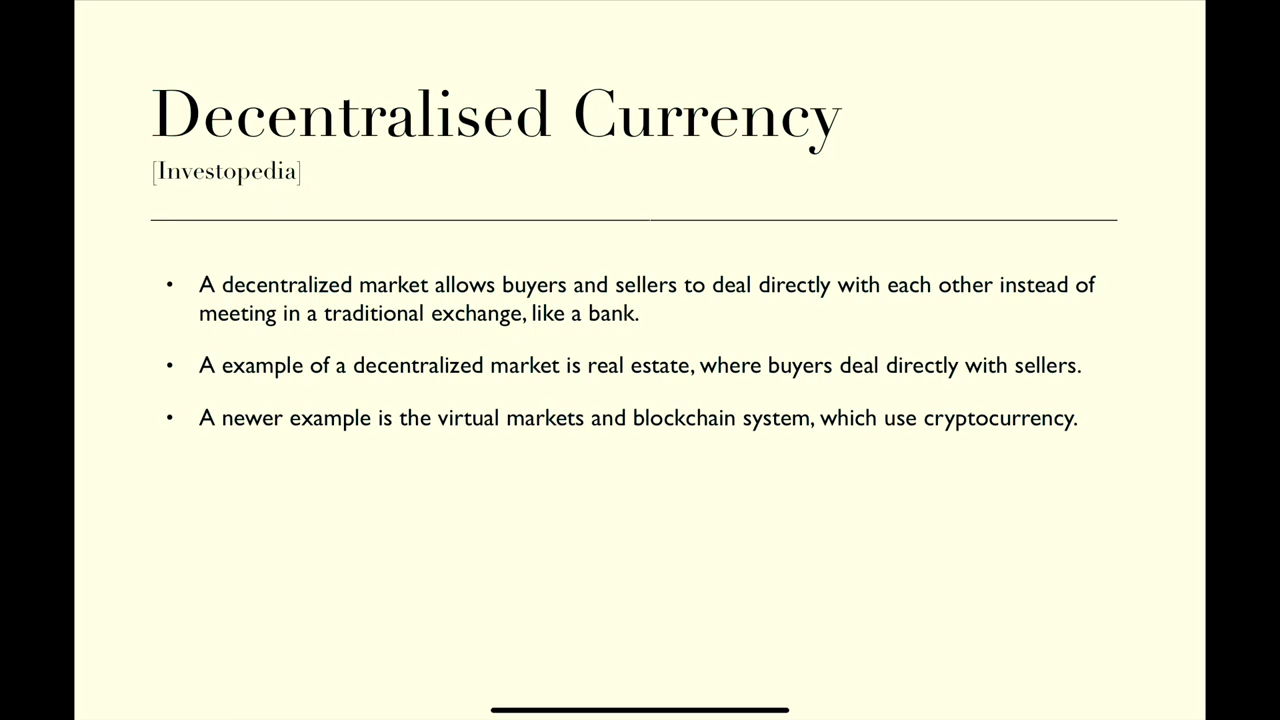 Decentralised Currency
[Investopedia]
• A decentralized market allows buyers and sellers to deal directly with each other instead of
meeting in a traditional exchange, like a bank.
• A example of a decentralized market is real estate, where buyers deal directly with sellers.
• A newer example is the virtual markets and blockchain system, which use cryptocurrency.